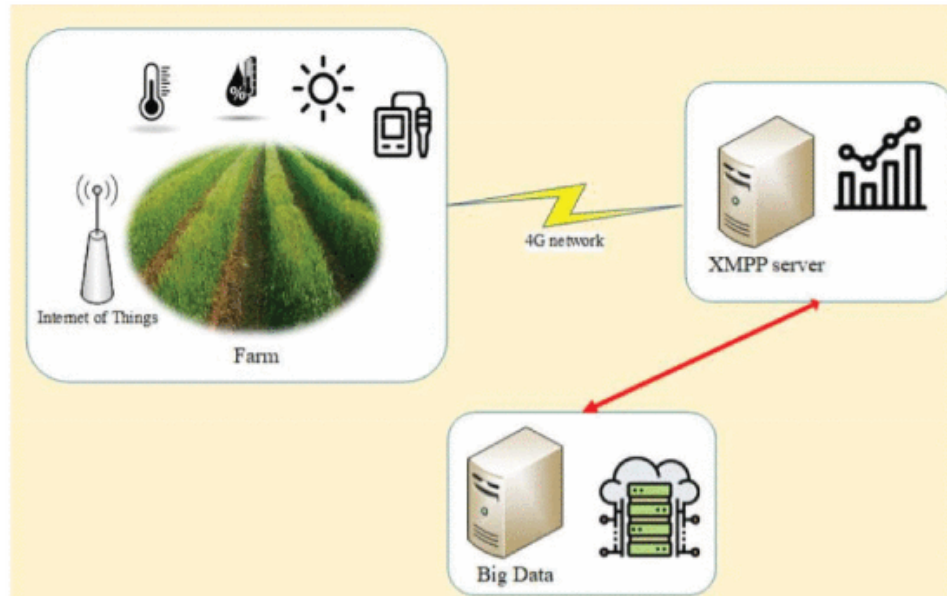 %
Internet of Things
Farm
4G network
XMPP server
Big Data